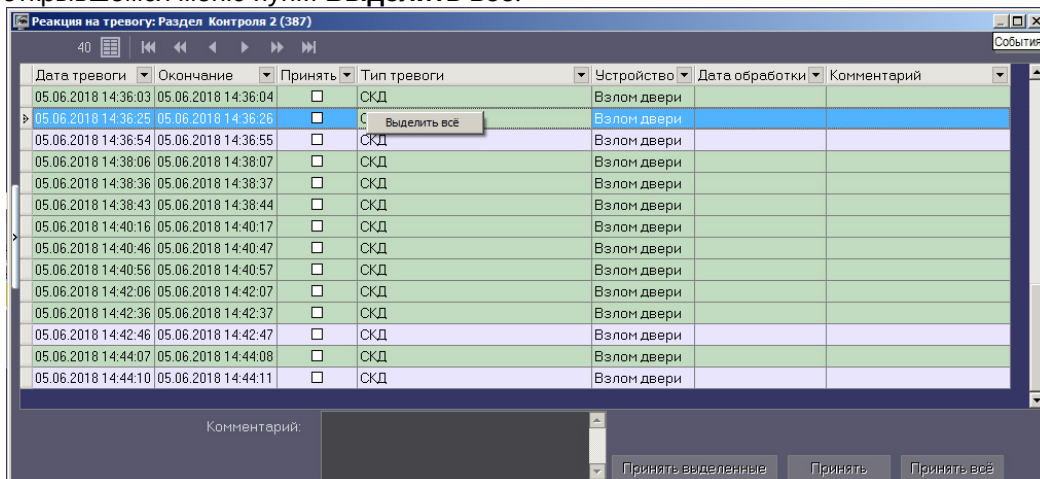 открывшемся меню пункт Выделить всё.
Реакция на тревогу: Раздел Контроля 2 (387)
40
События
Дата тревоги Окончание Принять Тип тревоги Устройство Дата обработки Комментарий
05.06.2018 14:36:03 05.06.2018 14:36:04 СКД Взлом двери
05.06.2018 14:36:25 05.06.2018 14:36:26 С Выделить всё Взлом двери
05.06.2018 14:36:54 05.06.2018 14:36:55 СКД Взлом двери
05.06.2018 14:38:06 05.06.2018 14:38:07 СКД Взлом двери
05.06.2018 14:38:36 05.06.2018 14:38:37 СКД Взлом двери
05.06.2018 14:38:43 05.06.2018 14:38:44 СКД Взлом двери
05.06.2018 14:40:16 05.06.2018 14:40:17 СКД Взлом двери
05.06.2018 14:40:46 05.06.2018 14:40:47 СКД Взлом двери
05.06.2018 14:40:56 05.06.2018 14:40:57 СКД Взлом двери
05.06.2018 14:42:06 05.06.2018 14:42:07 СКД Взлом двери
05.06.2018 14:42:36 05.06.2018 14:42:37 СКД Взлом двери
05.06.2018 14:42:46 05.06.2018 14:42:47 СКД Взлом двери
05.06.2018 14:44:07 05.06.2018 14:44:08 СКД Взлом двери
05.06.2018 14:44:10 05.06.2018 14:44:11 СКД Взлом двери
Комментарий:
Принять выделенные Принять Принять всё